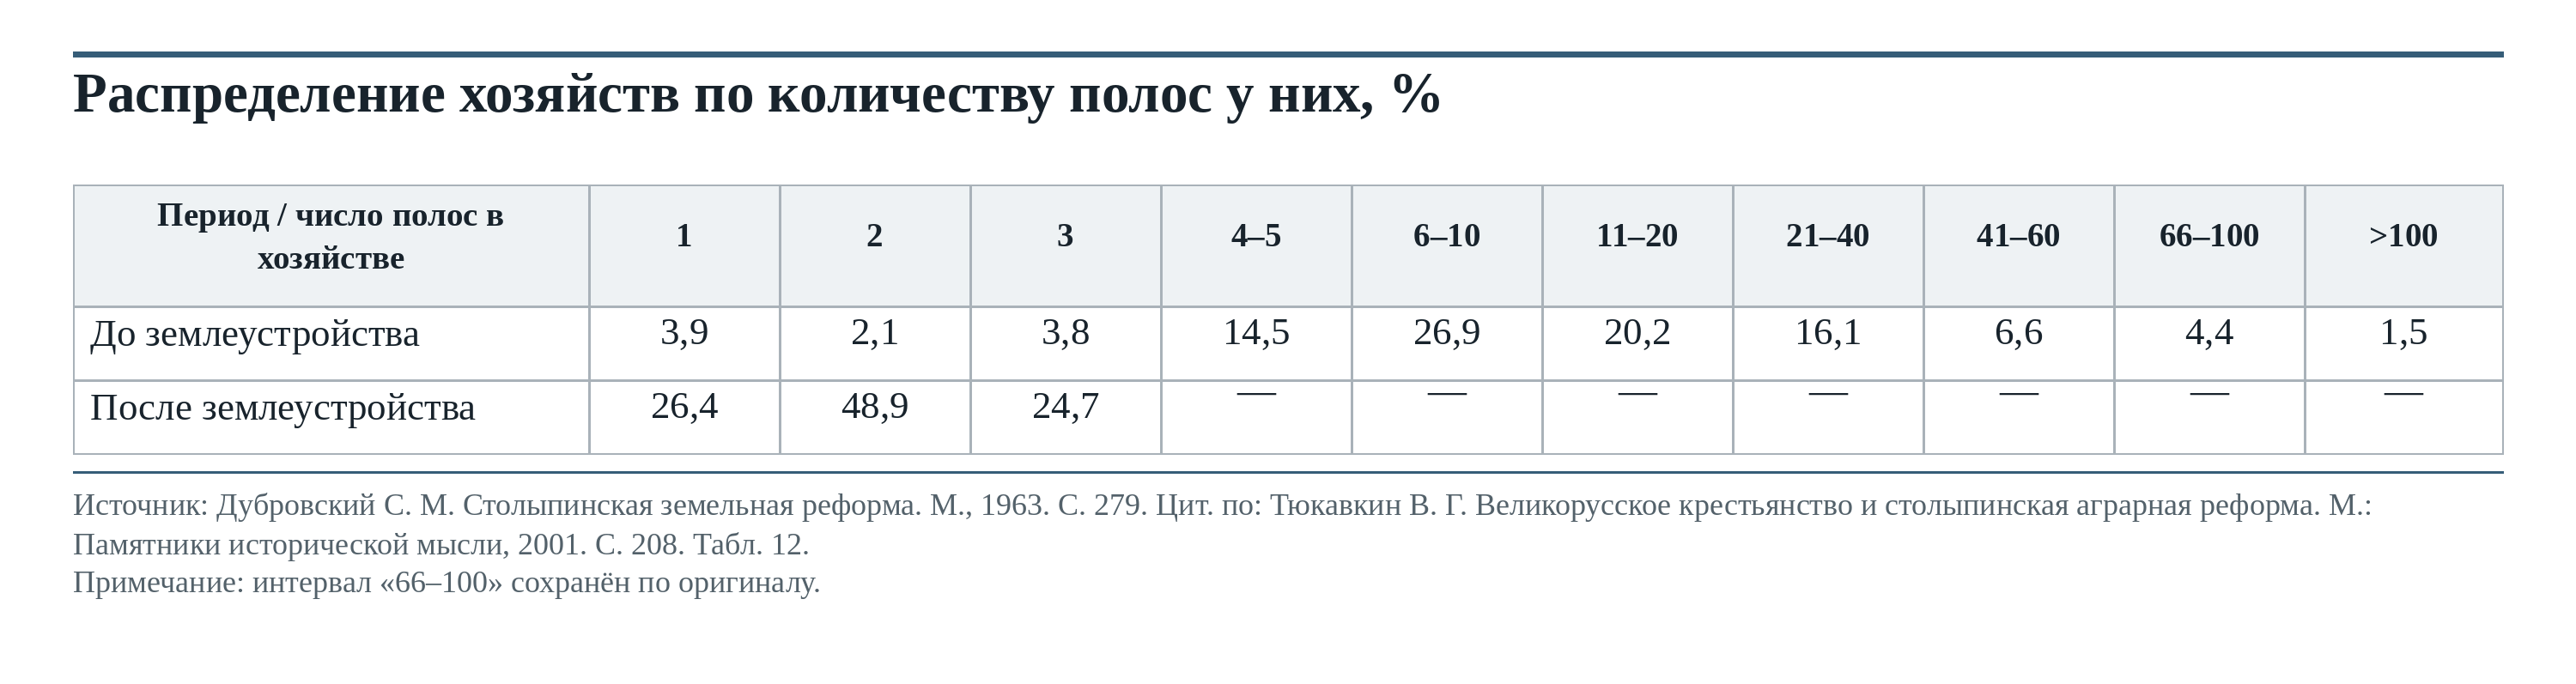 Распределение хозяйств по количеству полос у них, %
Период / число полос в
хозяйстве
1 2 3 4–5 6–10 11–20 21–40 41–60 66–100 >100
До землеустройства 3,9 2,1 3,8 14,5 26,9 20,2 16,1 6,6 4,4 1,5
После землеустройства 26,4 48,9 24,7 — — — — — — —
Источник: Дубровский С. М. Столыпинская земельная реформа. М., 1963. С. 279. Цит. по: Тюкавкин В. Г. Великорусское крестьянство и столыпинская аграрная реформа. М.:
Памятники исторической мысли, 2001. С. 208. Табл. 12.
Примечание: интервал «66–100» сохранён по оригиналу.